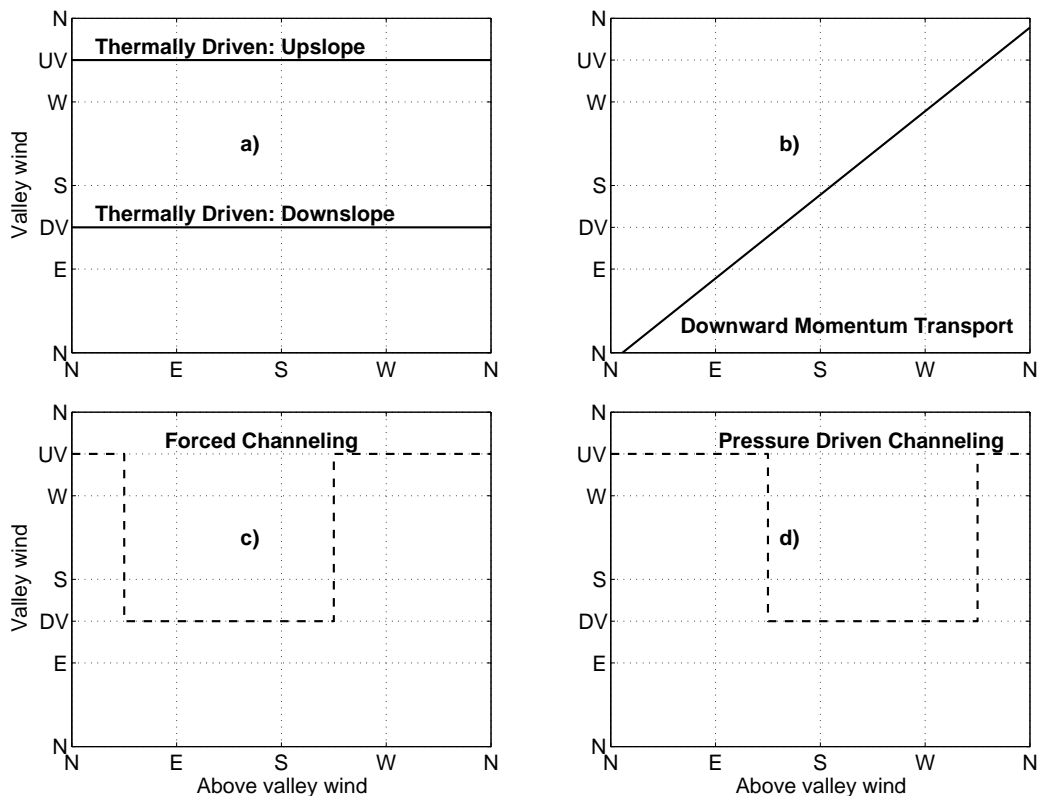 N
Thermally Driven: Upslope
UV
W
a)
S
Thermally Driven: Downslope
DV
E
N
N E S W N
Valley wind
N
UV
W
b)
S
DV
E
Downward Momentum Transport
N
N E S W N
N
Forced Channeling
UV
W
c)
S
DV
E
N
N E S W N
Valley wind
Above valley wind
N
Pressure Driven Channeling
UV
W
d)
S
DV
E
N
N E S W N
Above valley wind